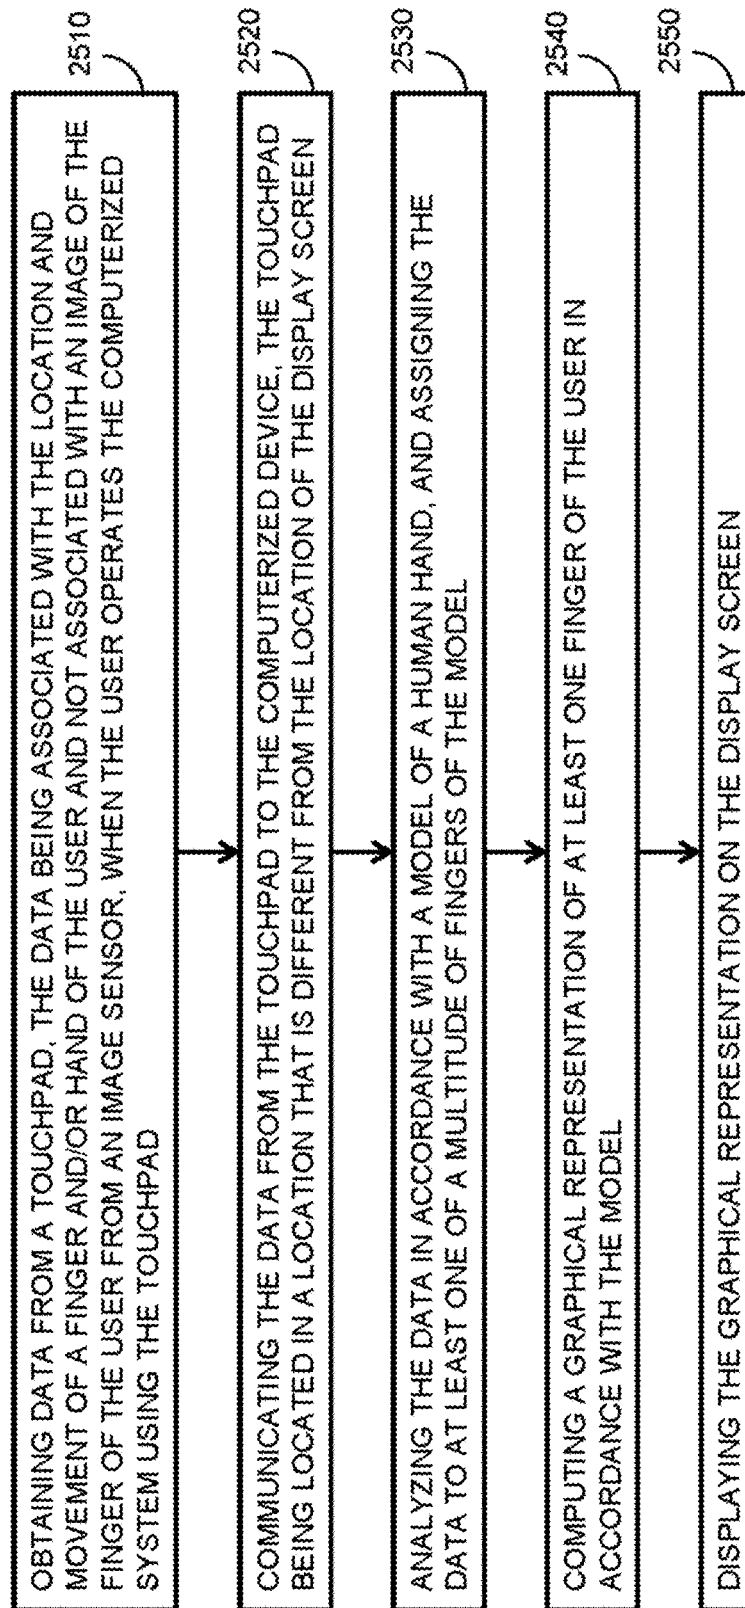 OBTAINING DATA FROM A TOUCHPAD, THE DATA BEING ASSOCIATED WITH THE LOCATION AND
MOVEMENT OF A FINGER AND/OR HAND OF THE USER AND NOT ASSOCIATED WITH AN IMAGE OF THE
FINGER OF THE USER FROM AN IMAGE SENSOR, WHEN THE USER OPERATES THE COMPUTERIZED
SYSTEM USING THE TOUCHPAD
2510
COMMUNICATING THE DATA FROM THE TOUCHPAD TO THE COMPUTERIZED DEVICE, THE TOUCHPAD
BEING LOCATED IN A LOCATION THAT IS DIFFERENT FROM THE LOCATION OF THE DISPLAY SCREEN
2520
ANALYZING THE DATA IN ACCORDANCE WITH A MODEL OF A HUMAN HAND, AND ASSIGNING THE
DATA TO AT LEAST ONE OF A MULTITUDE OF FINGERS OF THE MODEL
2530
COMPUTING A GRAPHICAL REPRESENTATION OF AT LEAST ONE FINGER OF THE USER IN
ACCORDANCE WITH THE MODEL
2540
DISPLAYING THE GRAPHICAL REPRESENTATION ON THE DISPLAY SCREEN
2550